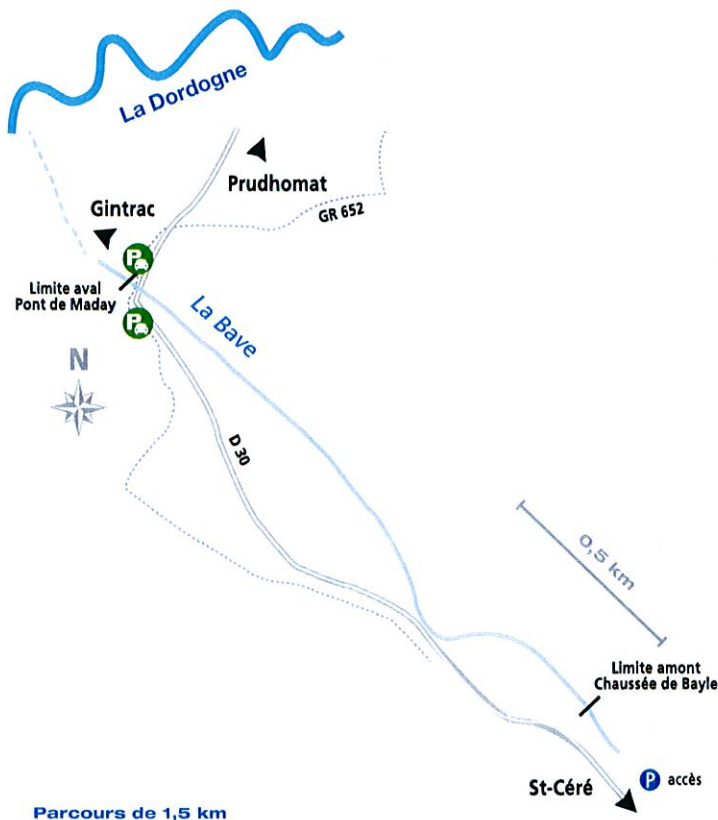 La Dordogne
Prudhomat
Gintrac
GR 652
P
Limite aval
Pont de Maday
P
La Bave
N
D 30
0,5 km
Limite amont
Chaussée de Bayle
P accès
St-Céré
Parcours de 1,5 km